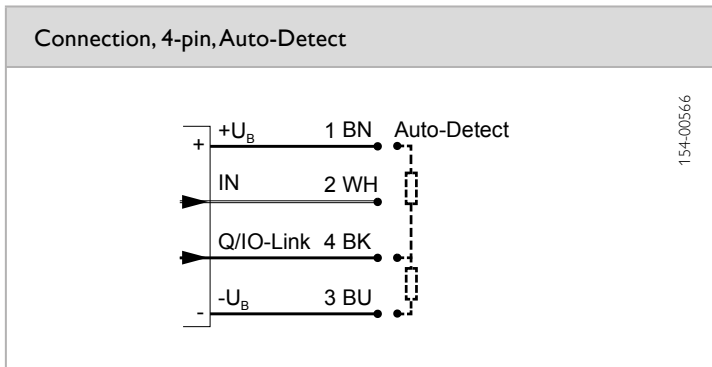 Connection, 4-pin, Auto-Detect
154-00566
+ +U_B 1 BN Auto-Detect
IN 2 WH
Q/IO-Link 4 BK
- -U_B 3 BU